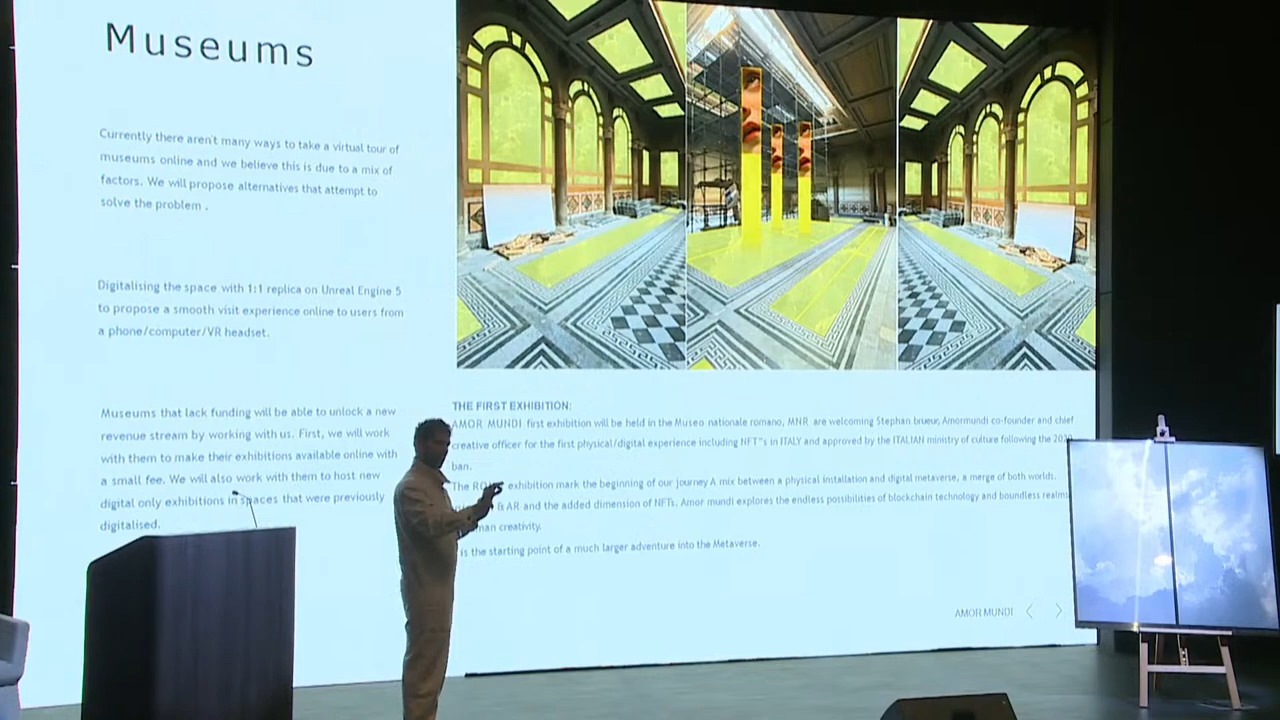 Museums
Currently there aren't many ways to take a virtual tour of
museums online and we believe this is due to a mix of
factors. We will propose alternatives that attempt to
solve the problem .
Digitalising the space with 1:1 replica on Unreal Engine 5
to propose a smooth visit experience online to users from
a phone/computer/VR headset.
Museums that lack funding will be able to unlock a new
revenue stream by working with us. First, we will work
with them to make their exhibitions available online with
a small fee. We will also work with them to host new
digital only exhibitions in spaces that were previously
digitalised.
THE FIRST EXHIBITION:
AMOR MUNDI first exhibition will be held in the Museo nationale romano, MNR are welcoming Stephan brueur, Amormundi co-founder and chief
creative officer for the first physical/digital experience including NFT"s in ITALY and approved by the ITALIAN ministry of culture following the
ban.
The exhibition mark the beginning of our journey A mix between a physical installation and digital metaverse, a merge of both worlds.
& AR and the added dimension of NFTs. Amor mundi explores the endless possibilities of blockchain technology and boundless realms
creativity.
is the starting point of a much larger adventure into the Metaverse.
AMOR MUNDI